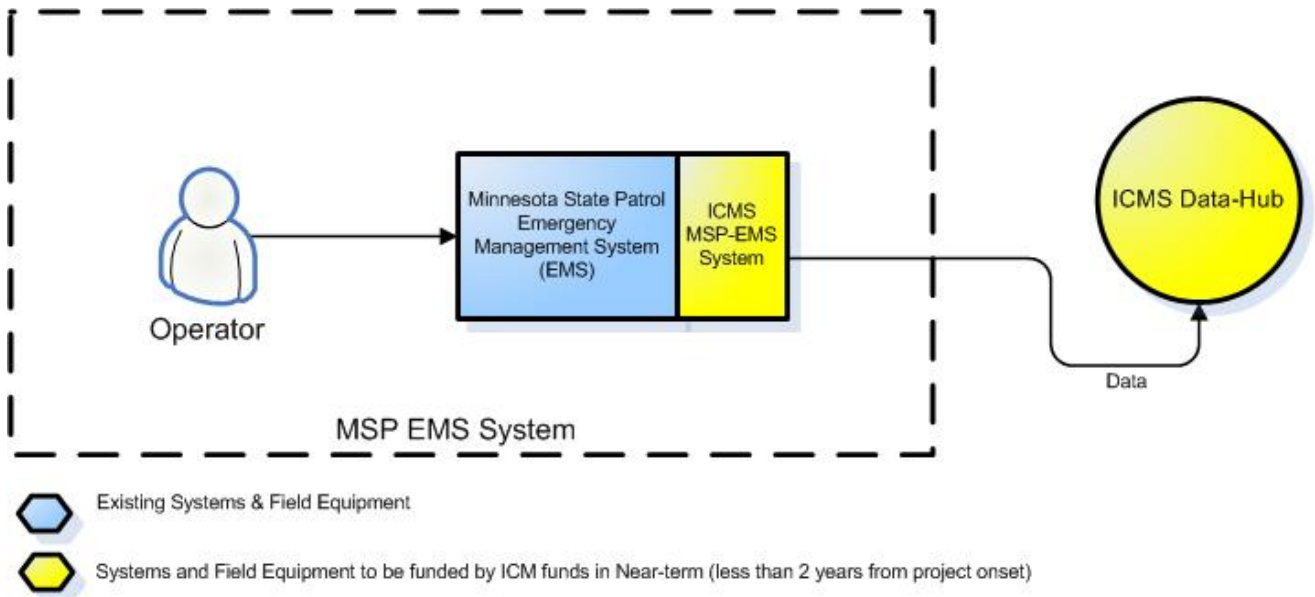 Minnesota State Patrol
Emergency
Management System
(EMS)
ICMS
MSP-EMS
System
ICMS Data-Hub
Operator
Data
MSP EMS System
Existing Systems & Field Equipment
Systems and Field Equipment to be funded by ICM funds in Near-term (less than 2 years from project onset)